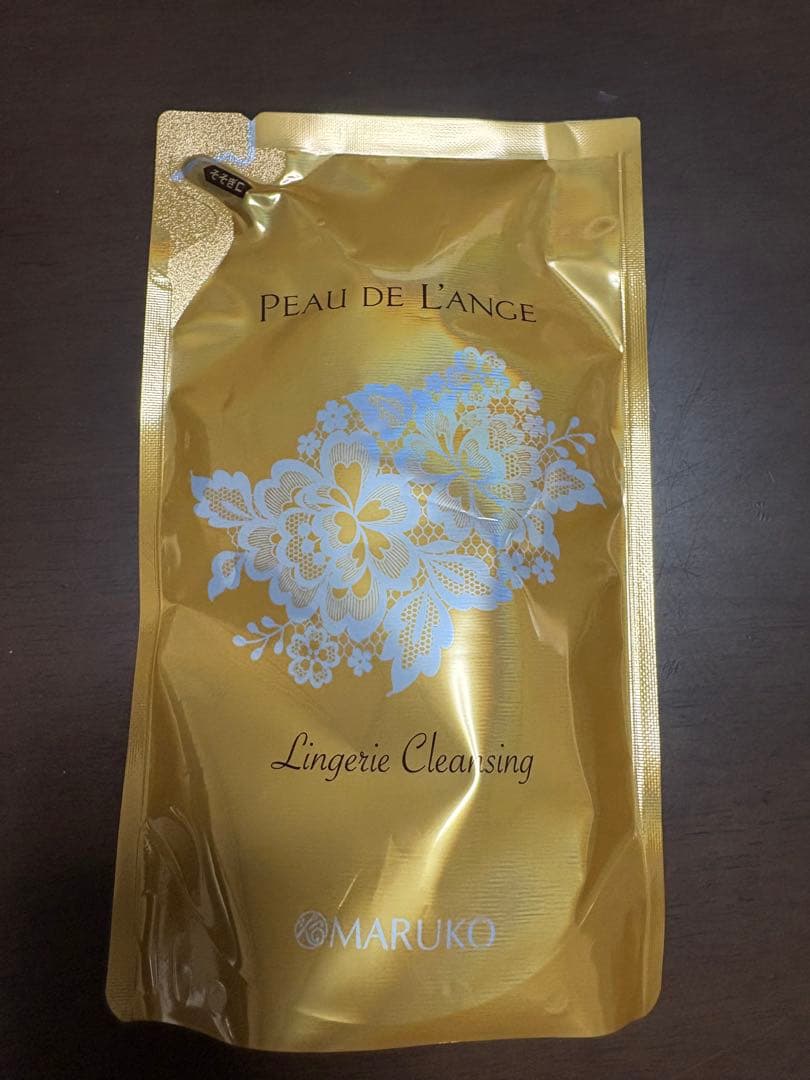 そそぎ口
PEAU DE L'ANGE
Lingerie Cleansing
MARUKO